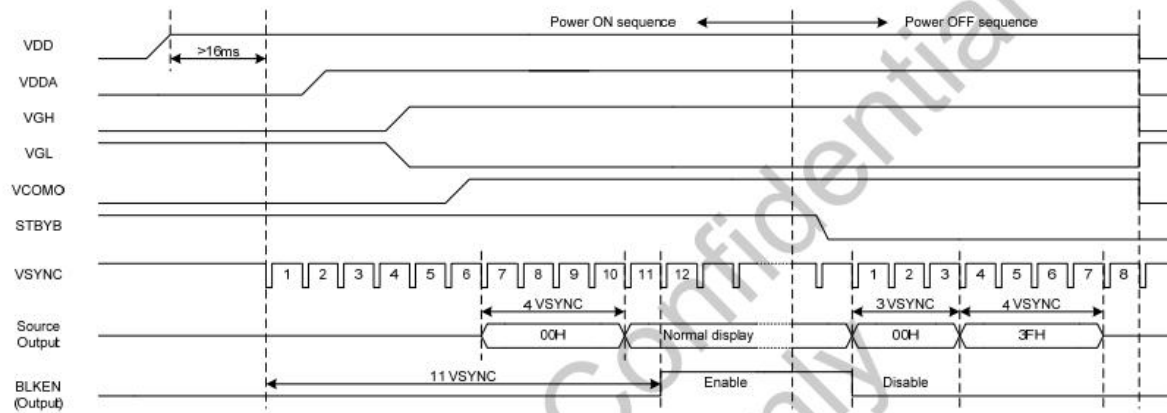 Power ON sequence Power OFF sequence
VDD
>16ms
VDDA
VGH
VGL
VCOMO
STBYB
VSYNC 1 2 3 4 5 6 7 8 9 10 11 12 1 2 3 4 5 6 7 8
4 VSYNC 3 VSYNC 4 VSYNC
Source
Output
00H Normal display 00H 3FH
11 VSYNC
BLKEN
(Output)
Enable Disable
Confidential
only